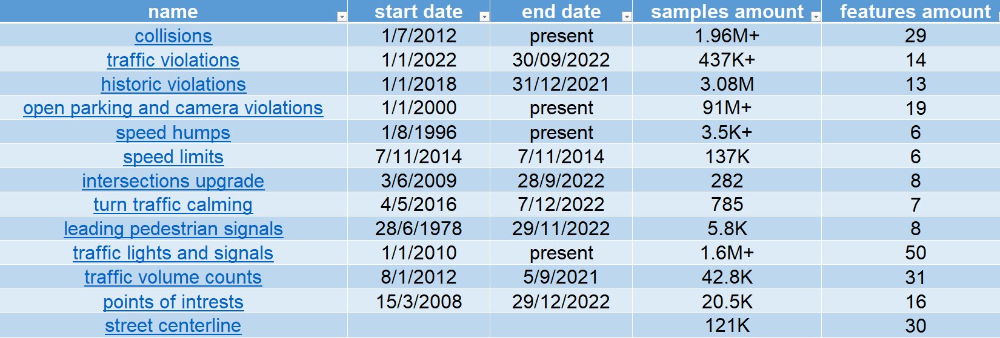 name start date end date samples amount features amount
collisions 1/7/2012 present 1.96M+ 29
traffic violations 1/1/2022 30/09/2022 437K+ 14
historic violations 1/1/2018 31/12/2021 3.08M 13
open parking and camera violations 1/1/2000 present 91M+ 19
speed humps 1/8/1996 present 3.5K+ 6
speed limits 7/11/2014 7/11/2014 137K 6
intersections upgrade 3/6/2009 28/9/2022 282 8
turn traffic calming 4/5/2016 7/12/2022 785 7
leading pedestrian signals 28/6/1978 29/11/2022 5.8K 8
traffic lights and signals 1/1/2010 present 1.6M+ 50
traffic volume counts 8/1/2012 5/9/2021 42.8K 31
points of intrests 15/3/2008 29/12/2022 20.5K 16
street centerline 121K 30